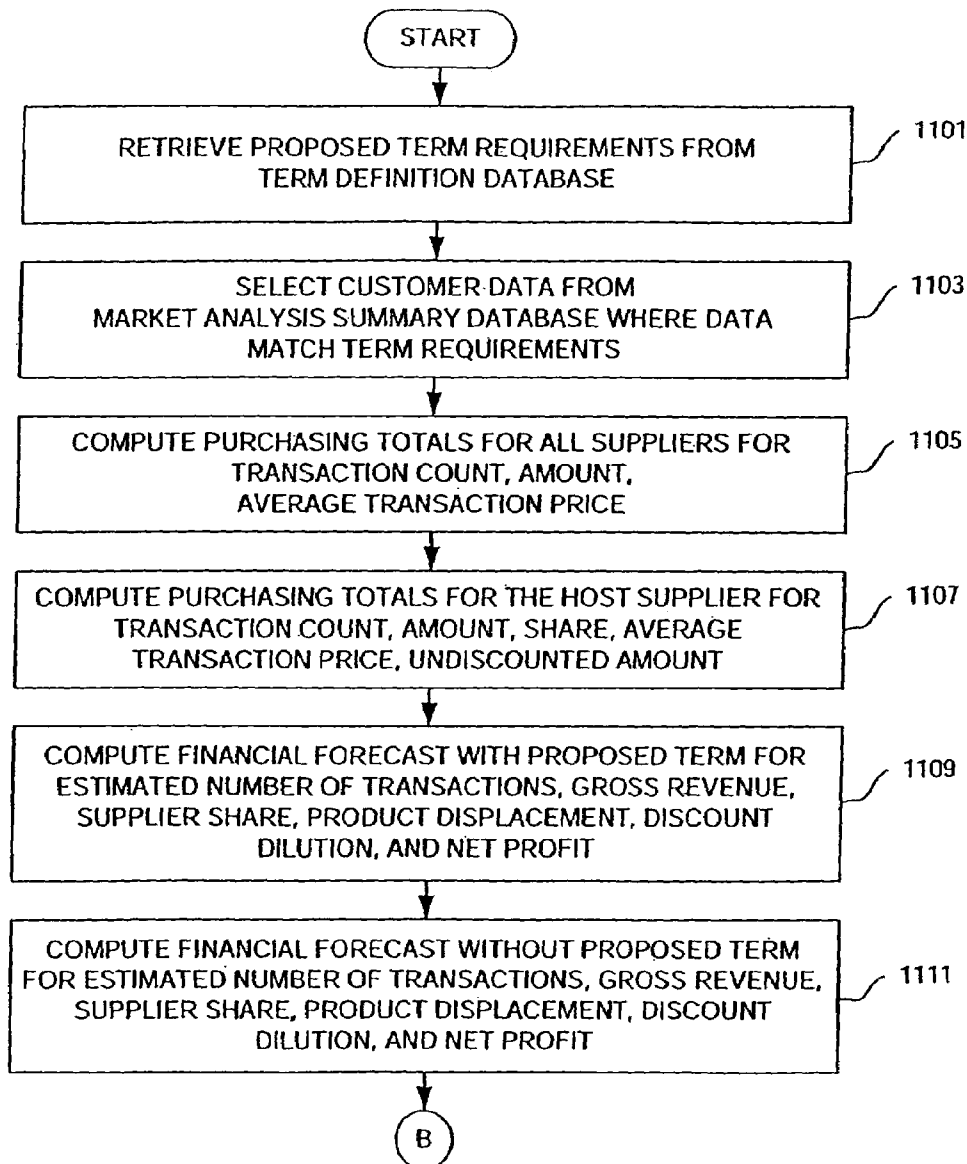 START
1101
RETRIEVE PROPOSED TERM REQUIREMENTS FROM
TERM DEFINITION DATABASE
1103
SELECT CUSTOMER DATA FROM
MARKET ANALYSIS SUMMARY DATABASE WHERE DATA
MATCH TERM REQUIREMENTS
1105
COMPUTE PURCHASING TOTALS FOR ALL SUPPLIERS FOR
TRANSACTION COUNT, AMOUNT,
AVERAGE TRANSACTION PRICE
1107
COMPUTE PURCHASING TOTALS FOR THE HOST SUPPLIER FOR
TRANSACTION COUNT, AMOUNT, SHARE, AVERAGE
TRANSACTION PRICE, UNDISCOUNTED AMOUNT
1109
COMPUTE FINANCIAL FORECAST WITH PROPOSED TERM FOR
ESTIMATED NUMBER OF TRANSACTIONS, GROSS REVENUE,
SUPPLIER SHARE, PRODUCT DISPLACEMENT, DISCOUNT
DILUTION, AND NET PROFIT
1111
COMPUTE FINANCIAL FORECAST WITHOUT PROPOSED TERM
FOR ESTIMATED NUMBER OF TRANSACTIONS, GROSS REVENUE,
SUPPLIER SHARE, PRODUCT DISPLACEMENT, DISCOUNT
DILUTION, AND NET PROFIT
B